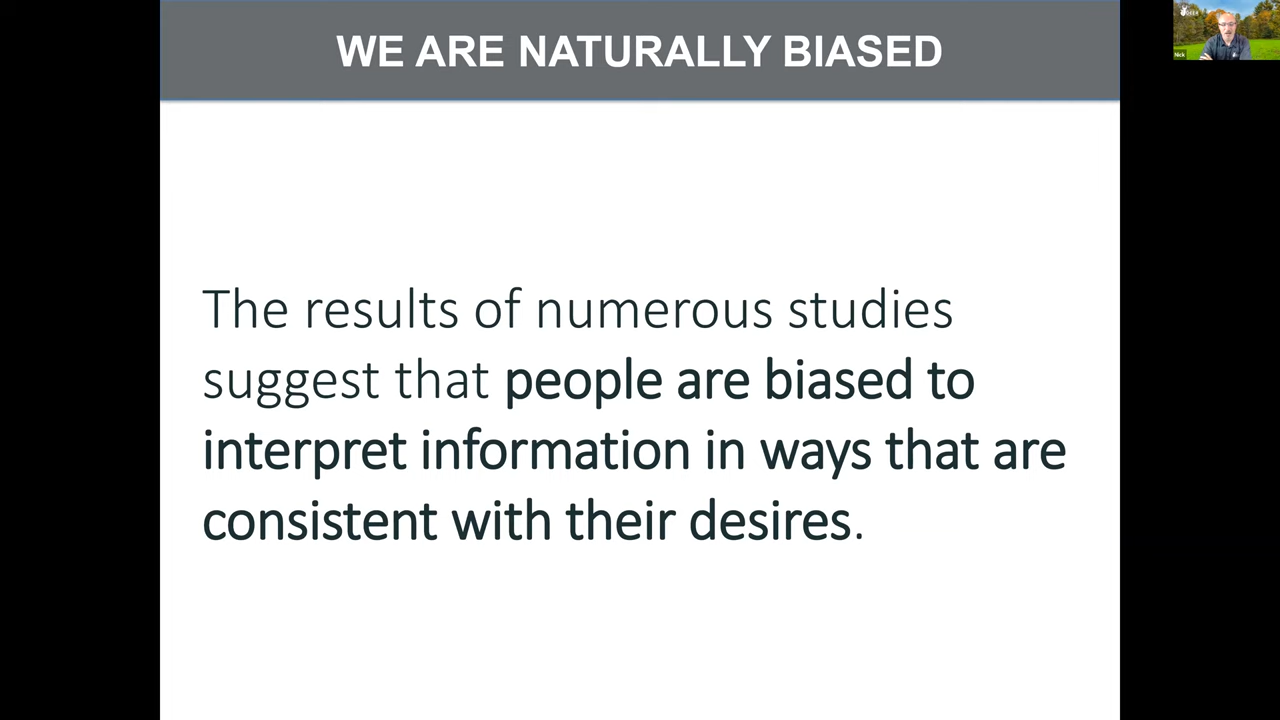 WE ARE NATURALLY BIASED
Nick
The results of numerous studies
suggest that people are biased to
interpret information in ways that are
consistent with their desires.